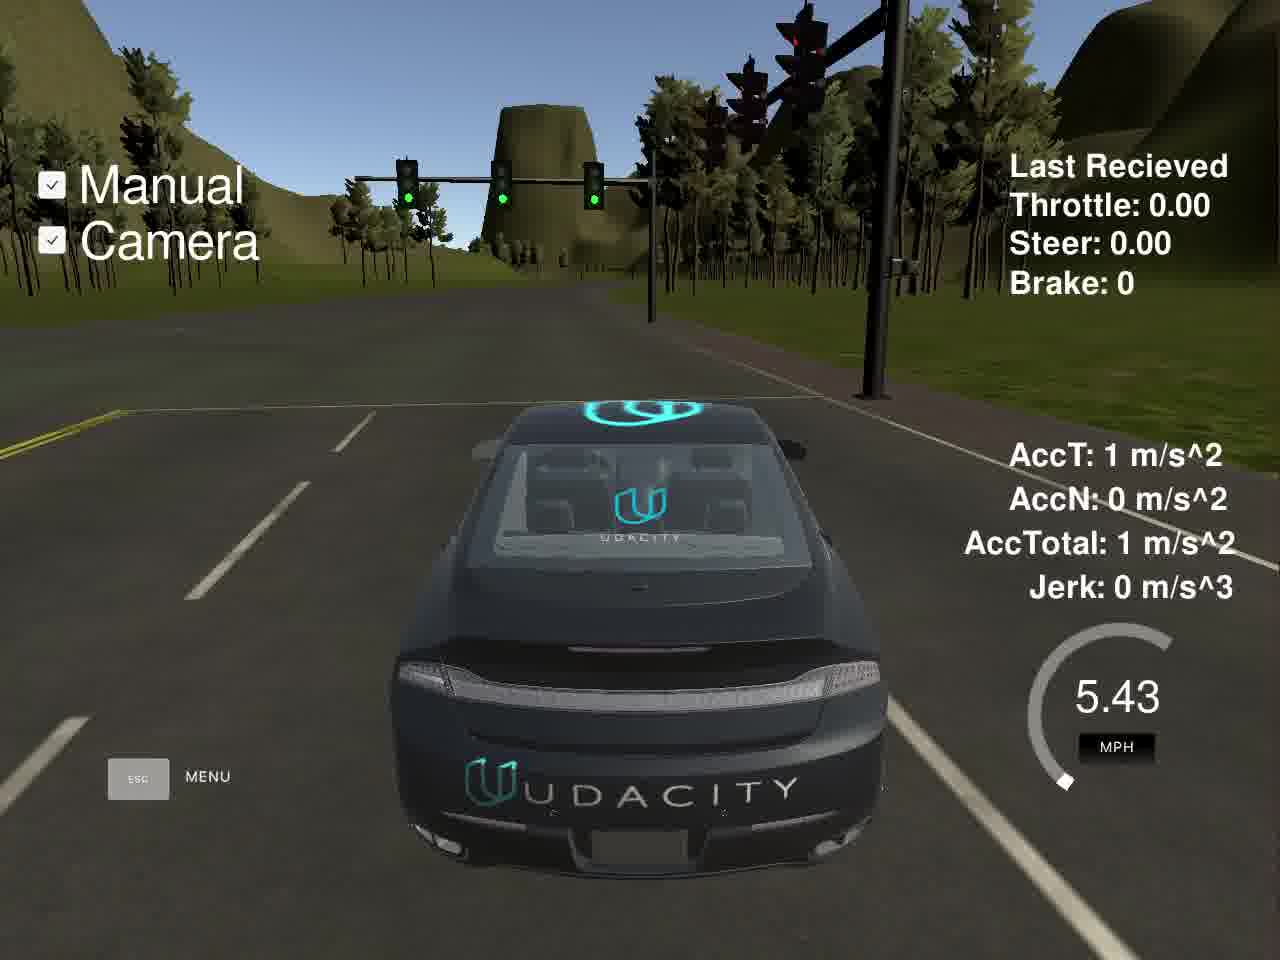 Manual
Camera
Last Recieved
Throttle: 0.00
Steer: 0.00
Brake: 0
AccT: 1 m/s^2
AccN: 0 m/s^2
AccTotal: 1 m/s^2
Jerk: 0 m/s^3
UDACITY
5.43
MPH
ESC MENU
UDACITY